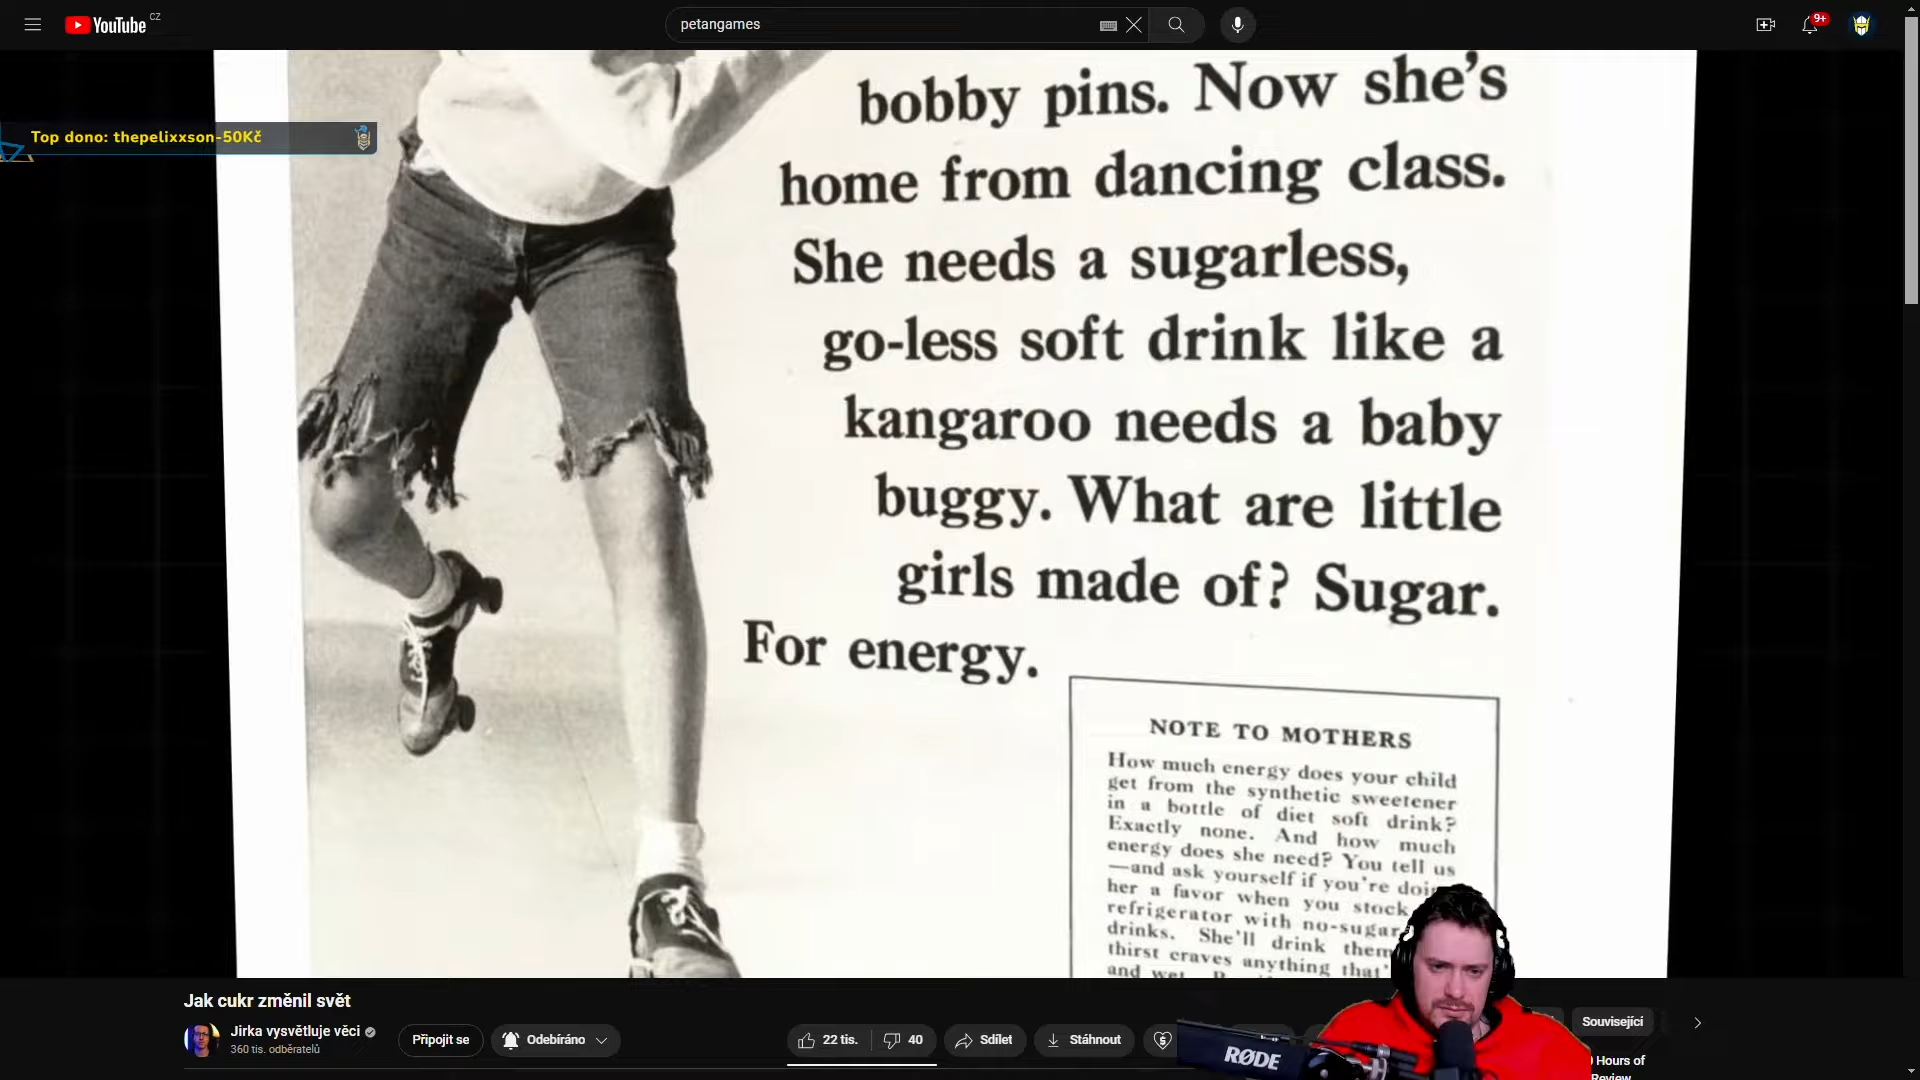 YouTube CZ
petangames
9+
bobby pins. Now she's
home from dancing class.
She needs a sugarless,
go-less soft drink like a
kangaroo needs a baby
buggy. What are little
girls made of? Sugar.
For energy.
Top dono: thepelixxson-50Kč
NOTE TO MOTHERS
How much energy does your child
get from the synthetic sweetener
in a bottle of diet soft drink?
Exactly none. And how much
energy does she need? You tell us
—and ask yourself if you're
her a favor when you stock
refrigerator with
drinks. She'll drink
thirst craves anything
and wet.
Jak cukr změnil svět
Jirka vysvětluje věci
360 tis. odběratelů
Připojit se
Odebíráno
22 tis.
40
Sdílet
Stáhnout
Související
RØDE
Hours of
Review